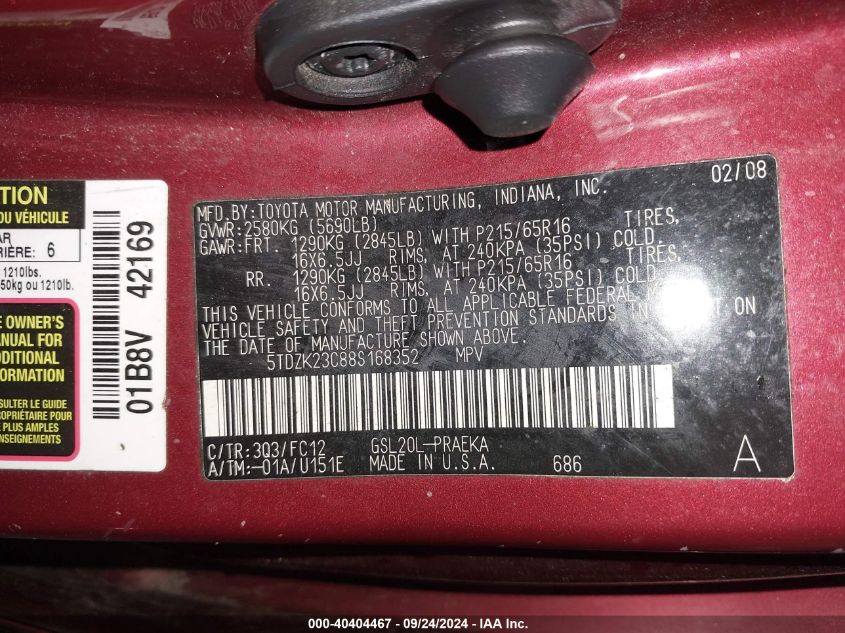 TION
OU VÉHICULE
AR
RIÈRE: 6
1210lbs.
50kg ou 1210lb.
E OWNER'S
ANUAL FOR
DDITIONAL
FORMATION
SULTER LE GUIDE
PROPRIÉTAIRE POUR
E PLUS AMPLES
SEIGNEMENTS
01B8V 42169
02/08
MFD.BY:TOYOTA MOTOR MANUFACTURING, INDIANA, INC.
GVWR:2580KG (5690LB)
GAWR:FRT. 1290KG (2845LB) WITH P215/65R16 TIRES,
16X6.5JJ RIMS, AT 240KPA (35PSI) COLD.
RR. 1290KG (2845LB) WITH P215/65R16 TIRES,
16X6.5JJ RIMS, AT 240KPA (35PSI) COLD.
THIS VEHICLE CONFORMS TO ALL APPLICABLE FEDERAL
VEHICLE SAFETY AND THEFT PREVENTION STANDARDS IN EFFECT ON
THE DATE OF MANUFACTURE SHOWN ABOVE.
5TDZK23C88S168352 MPV
C/TR:3Q3/FC12 GSL20L-PRAEKA
A/TM:-01A/U151E MADE IN U.S.A. 686 A
000-40404467 - 09/24/2024 - IAA Inc.